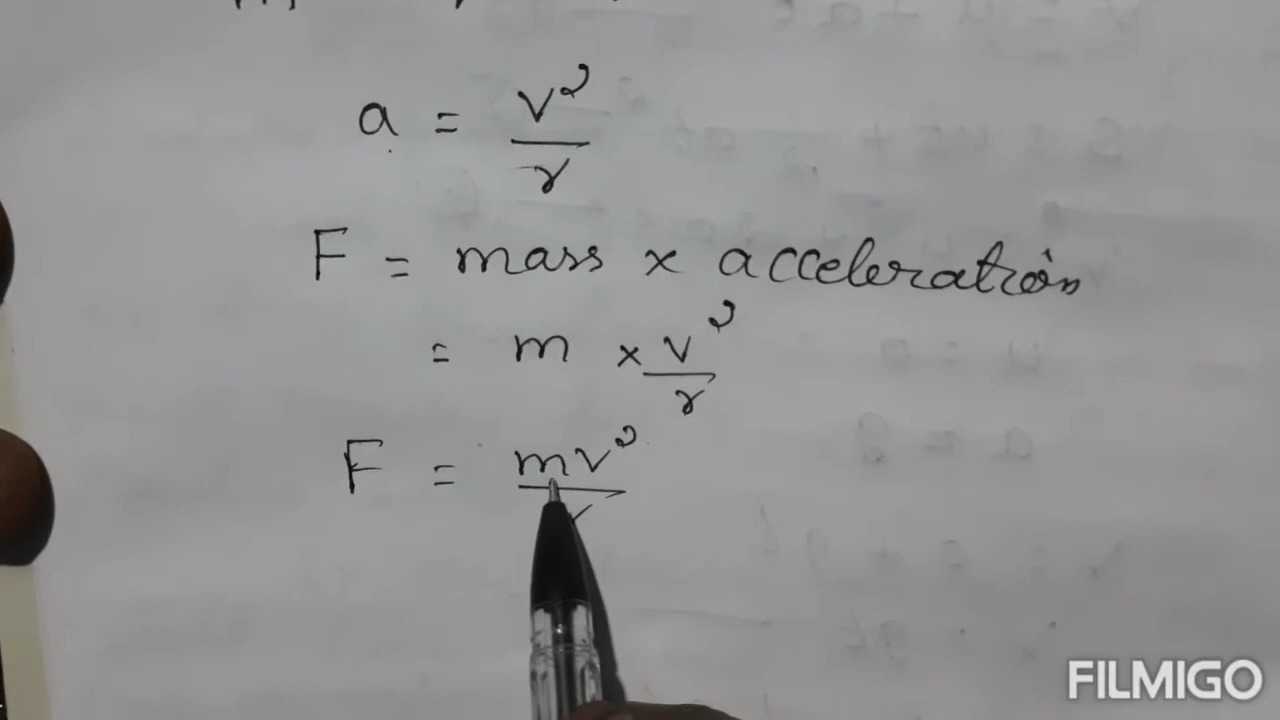 a = v²/r
F = mass × acceleration
= m × v²/r
F = mv²/r
FILMIGO